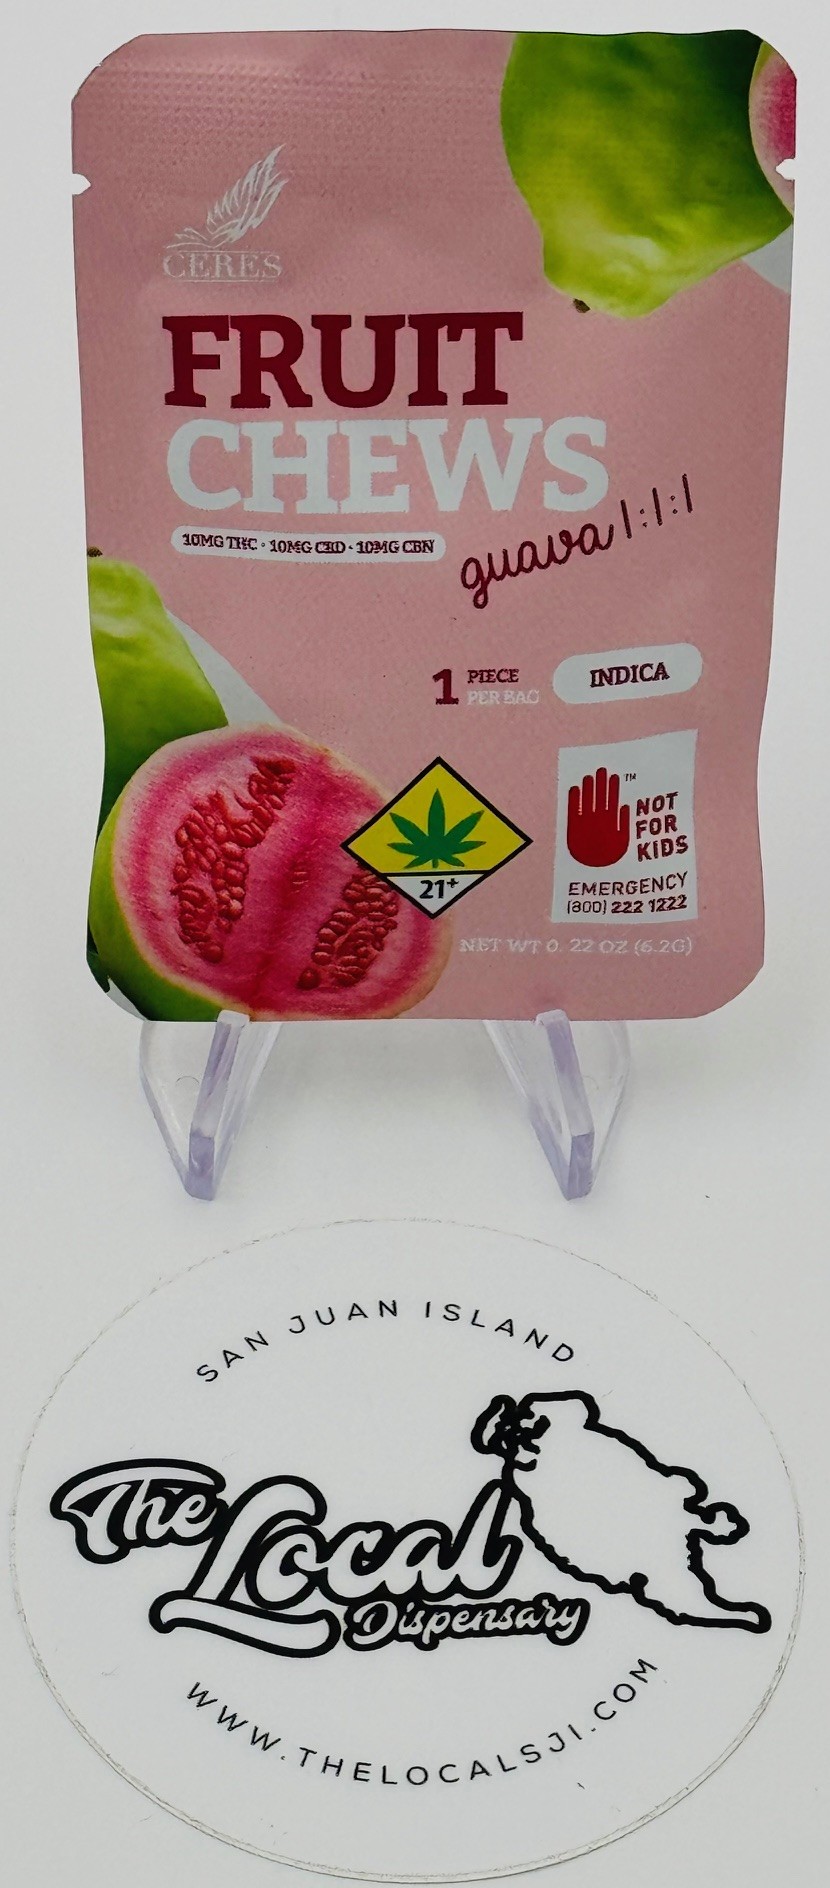 CERES
FRUIT
CHEWS
10MG THC · 10MG CBD · 10MG CBN
guava 1:1:1
1 PIECE
PER BAG
INDICA
21+
™
NOT
FOR
KIDS
EMERGENCY
(800) 222 1222
NET WT 0.22 OZ (6.2G)
SAN JUAN ISLAND
The
Local
Dispensary
WWW.THELOCALSJI.COM